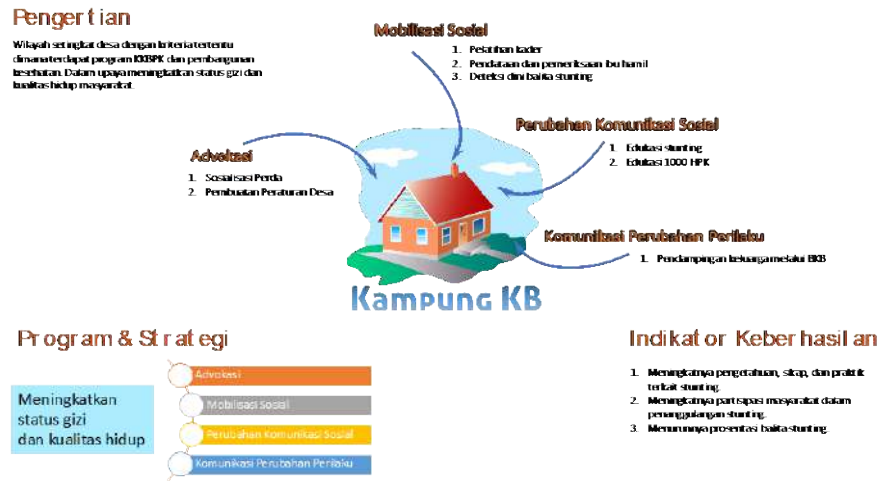 Pengertian
Wilayah setingkat desa dengan kriteria tertentu
dimana terdapat program KKBPK dan pembangunan
kesehatan. Dalam upaya meningkatkan status gizi dan
kualitas hidup masyarakat.
Mobilisasi Sosial
1. Pelatihan kader
2. Pendataan dan pemeriksaan ibu hamil
3. Deteksi dini balita stunting
Perubahan Komunikasi Sosial
1. Edukasi stunting
2. Edukasi 1000 HPK
Advokasi
1. Sosialisasi Perda
2. Pembuatan Peraturan Desa
Komunikasi Perubahan Perilaku
1. Pendampingan keluarga melalui BKB
Kampung KB
Program & Strategi
Meningkatkan
status gizi
dan kualitas hidup
Advokasi
Mobilisasi Sosial
Perubahan Komunikasi Sosial
Komunikasi Perubahan Perilaku
Indikator Keberhasilan
1. Meningkatnya pengetahuan, sikap, dan praktik
terkait stunting.
2. Meningkatnya partisipasi masyarakat dalam
penanggulangan stunting.
3. Menurunnya prosentasi balita stunting.